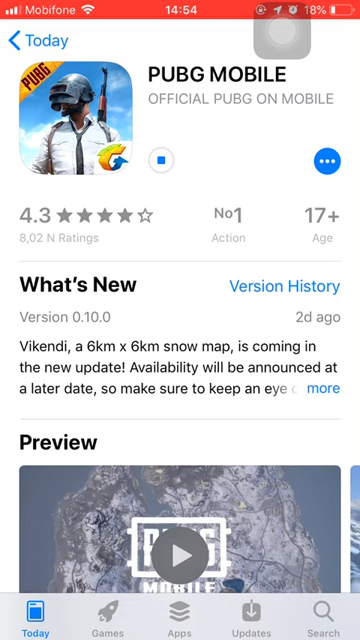 Mobifone 14:54 18%
Today
PUBG
PUBG MOBILE
OFFICIAL PUBG ON MOBILE
4.3
No1
17+
8,02 N Ratings
Action
Age
What's New
Version History
Version 0.10.0
2d ago
Vikendi, a 6km x 6km snow map, is coming in
the new update! Availability will be announced at
a later date, so make sure to keep an eye more
Preview
PUBG
MOBILE
Today
Games
Apps
Updates
Search